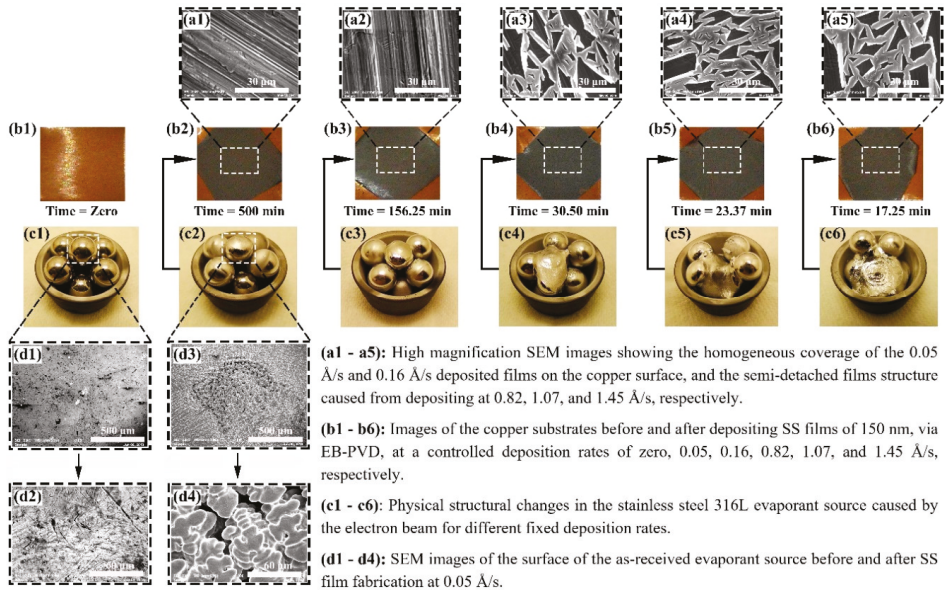 (a1) (a2) (a3) (a4) (a5)
30 μm 30 μm 30 μm 30 μm 30 μm
(b1) (b2) (b3) (b4) (b5) (b6)
Time = Zero Time = 500 min Time = 156.25 min Time = 30.50 min Time = 23.37 min Time = 17.25 min
(c1) (c2) (c3) (c4) (c5) (c6)
(d1) (d3)
500 μm 500 μm
(d2) (d4)
60 μm
(a1 - a5): High magnification SEM images showing the homogeneous coverage of the 0.05
Å/s and 0.16 Å/s deposited films on the copper surface, and the semi-detached films structure
caused from depositing at 0.82, 1.07, and 1.45 Å/s, respectively.
(b1 - b6): Images of the copper substrates before and after depositing SS films of 150 nm, via
EB-PVD, at a controlled deposition rates of zero, 0.05, 0.16, 0.82, 1.07, and 1.45 Å/s,
respectively.
(c1 - c6): Physical structural changes in the stainless steel 316L evaporant source caused by
the electron beam for different fixed deposition rates.
(d1 - d4): SEM images of the surface of the as-received evaporant source before and after SS
film fabrication at 0.05 Å/s.